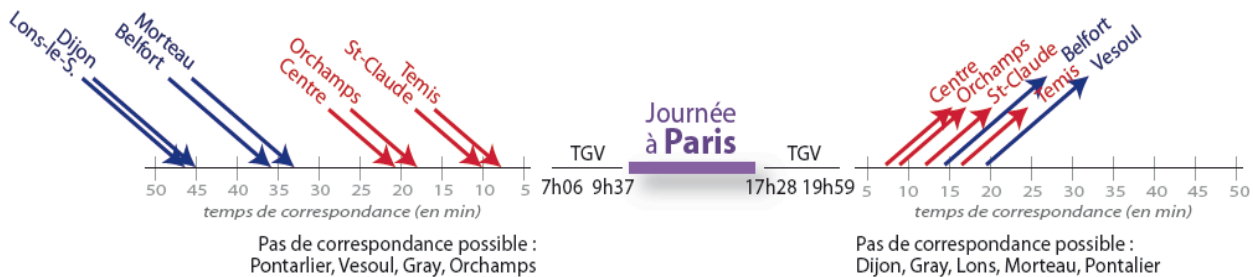 Lons-le-S.
Dijon
Belfort
Morteau
Centre
Orchamps
St-Claude
Temis
50 45 40 35 30 25 20 15 10 5
temps de correspondance (en min)
Pas de correspondance possible :
Pontarlier, Vesoul, Gray, Orchamps
TGV
7h06 9h37
Journée
à Paris
TGV
17h28 19h59
Centre
Orchamps
St-Claude
Temis
Belfort
Vesoul
5 10 15 20 25 30 35 40 45 50
temps de correspondance (en min)
Pas de correspondance possible :
Dijon, Gray, Lons, Morteau, Pontalier